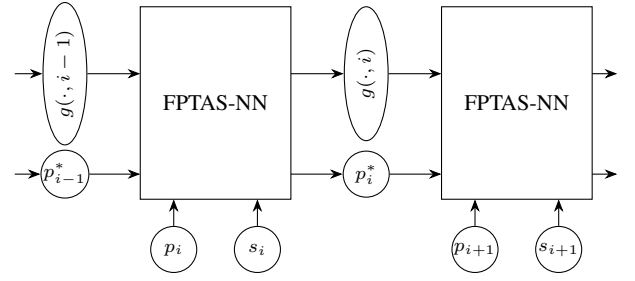 g(·, i − 1)
FPTAS-NN
g(·, i)
FPTAS-NN
p*_{i−1}
p*_i
p_i
s_i
p_{i+1}
s_{i+1}